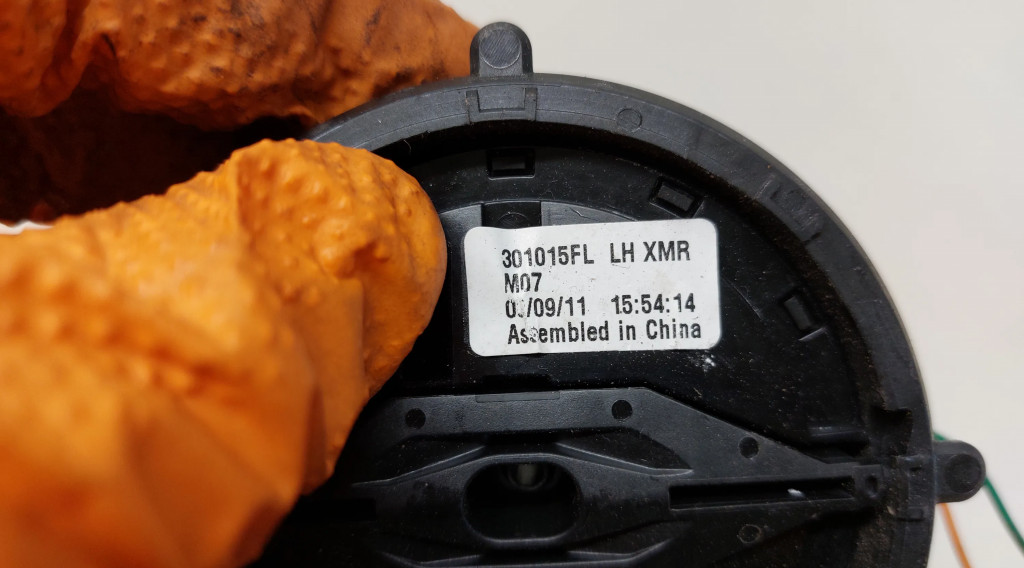 301015FL LH XMR
M07
15:54:14
Assembled in China